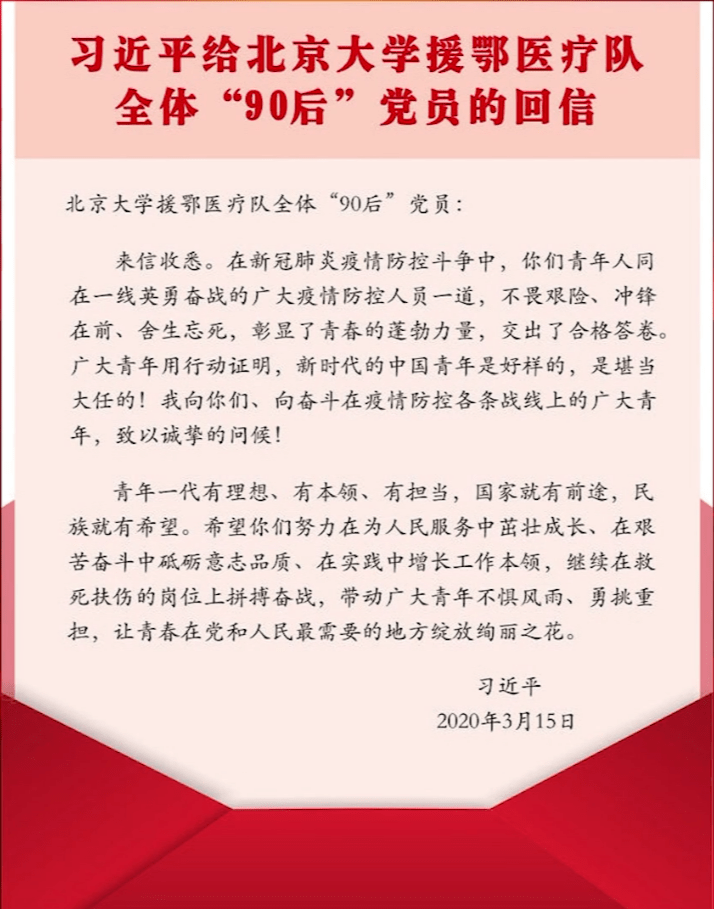 习近平给北京大学援鄂医疗队
全体“90后”党员的回信
北京大学援鄂医疗队全体“90后”党员：
来信收悉。在新冠肺炎疫情防控斗争中，你们青年人同
在一线英勇奋战的广大疫情防控人员一道，不畏艰险、冲锋
在前、舍生忘死，彰显了青春的蓬勃力量，交出了合格答卷。
广大青年用行动证明，新时代的中国青年是好样的，是堪当
大任的！我向你们、向奋斗在疫情防控各条战线上的广大青
年，致以诚挚的问候！
青年一代有理想、有本领、有担当，国家就有前途，民
族就有希望。希望你们努力在为人民服务中茁壮成长、在艰
苦奋斗中砥砺意志品质、在实践中增长工作本领，继续在救
死扶伤的岗位上拼搏奋战，带动广大青年不惧风雨、勇挑重
担，让青春在党和人民最需要的地方绽放绚丽之花。
习近平
2020年3月15日